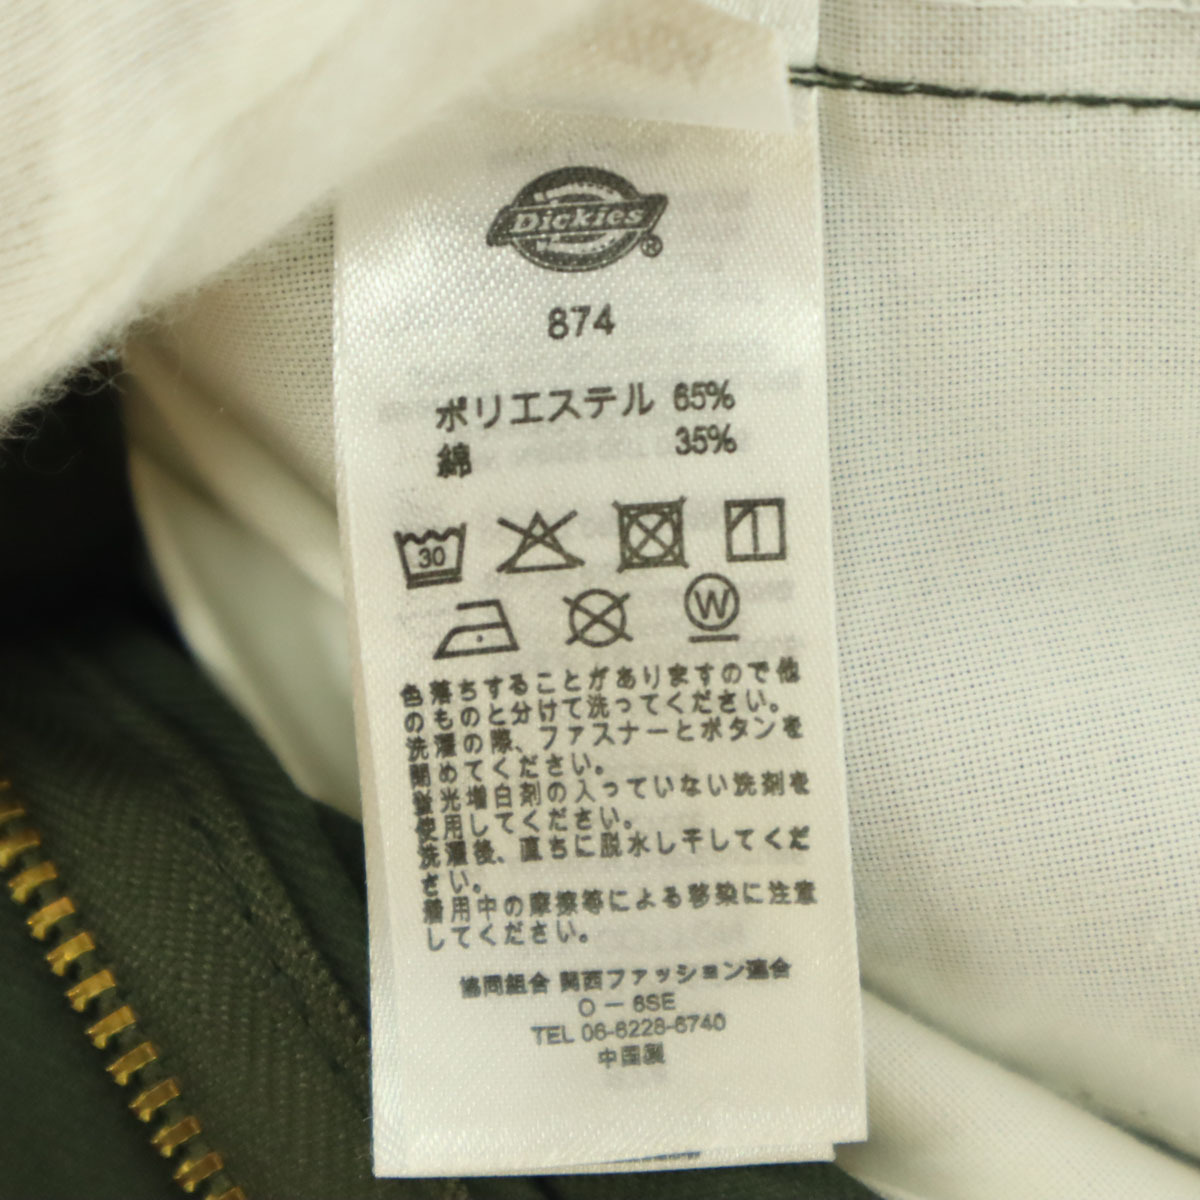 Dickies
®
874
ポリエステル 65%
綿 35%
30
W
色落ちすることがありますので他
のものと分けて洗ってください。
洗濯の際、ファスナーとボタンを
閉めてください。
蛍光増白剤の入っていない洗剤を
使用してください。
洗濯後、直ちに脱水し干してくだ
さい。
着用中の摩擦等による移染に注意
してください。
協同組合 関西ファッション連合
O － 6SE
TEL 06-6228-6740
中国製